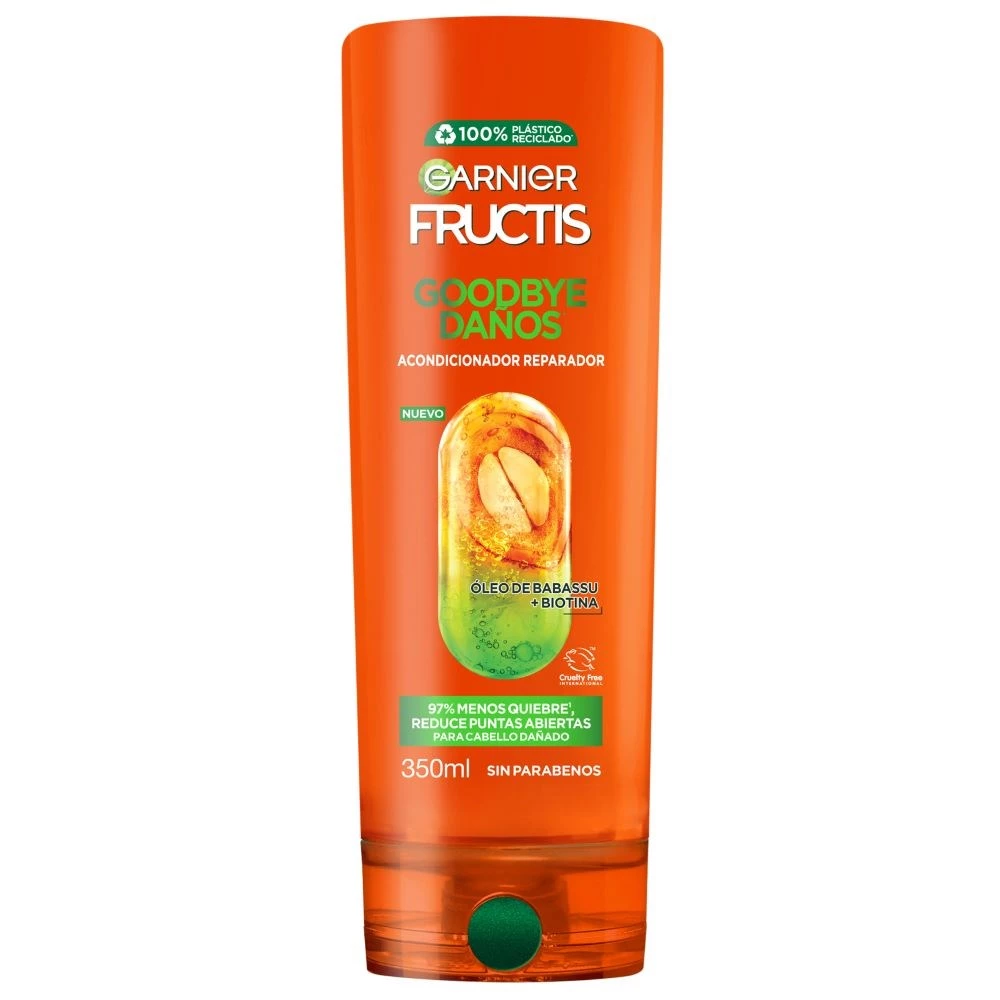 100% PLÁSTICO
RECICLADO*
GARNIER
FRUCTIS
GOODBYE
DAÑOS
ACONDICIONADOR REPARADOR
NUEVO
ÓLEO DE BABASSU
+ BIOTINA
Cruelty Free
INTERNATIONAL
TM
97% MENOS QUIEBRE¹,
REDUCE PUNTAS ABIERTAS
PARA CABELLO DAÑADO
350ml SIN PARABENOS